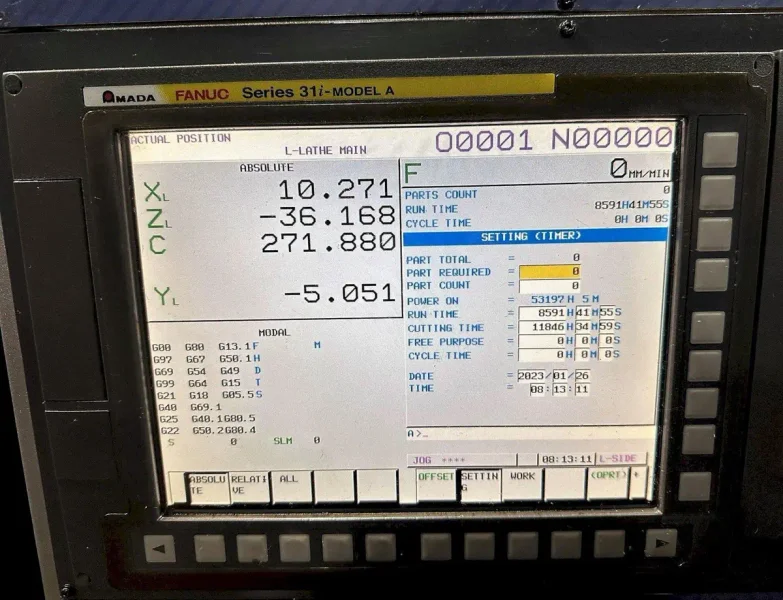 AMADA FANUC Series 31i-MODEL A
ACTUAL POSITION
L-LATHE MAIN
O0001 N00000
ABSOLUTE
XL 10.271
ZL -36.168
C 271.880
YL -5.051
F 0 MM/MIN
PARTS COUNT 0
RUN TIME 8591H41M55S
CYCLE TIME 0H 0M 0S
SETTING (TIMER)
PART TOTAL = 0
PART REQUIRED = 0
PART COUNT = 0
POWER ON = 53197H 5M
RUN TIME = 8591H41M55S
CUTTING TIME = 11846H34M59S
FREE PURPOSE = 0H 0M 0S
CYCLE TIME = 0H 0M 0S
DATE = 2023/01/26
TIME = 08:13:11
MODAL
G00 G80 G13.1 F M
G97 G67 G50.1 H
G69 G54 G49 D
G99 G64 G15 T
G21 G18 G05.5 S
G40 G69.1
G25 G40.1 G80.5
G22 G50.2 G80.4
S 0 SLM 0
A>_
JOG **** 08:13:11 L-SIDE
ABSOLUTE RELATIVE ALL OFFSET SETTING WORK (OPRT) +